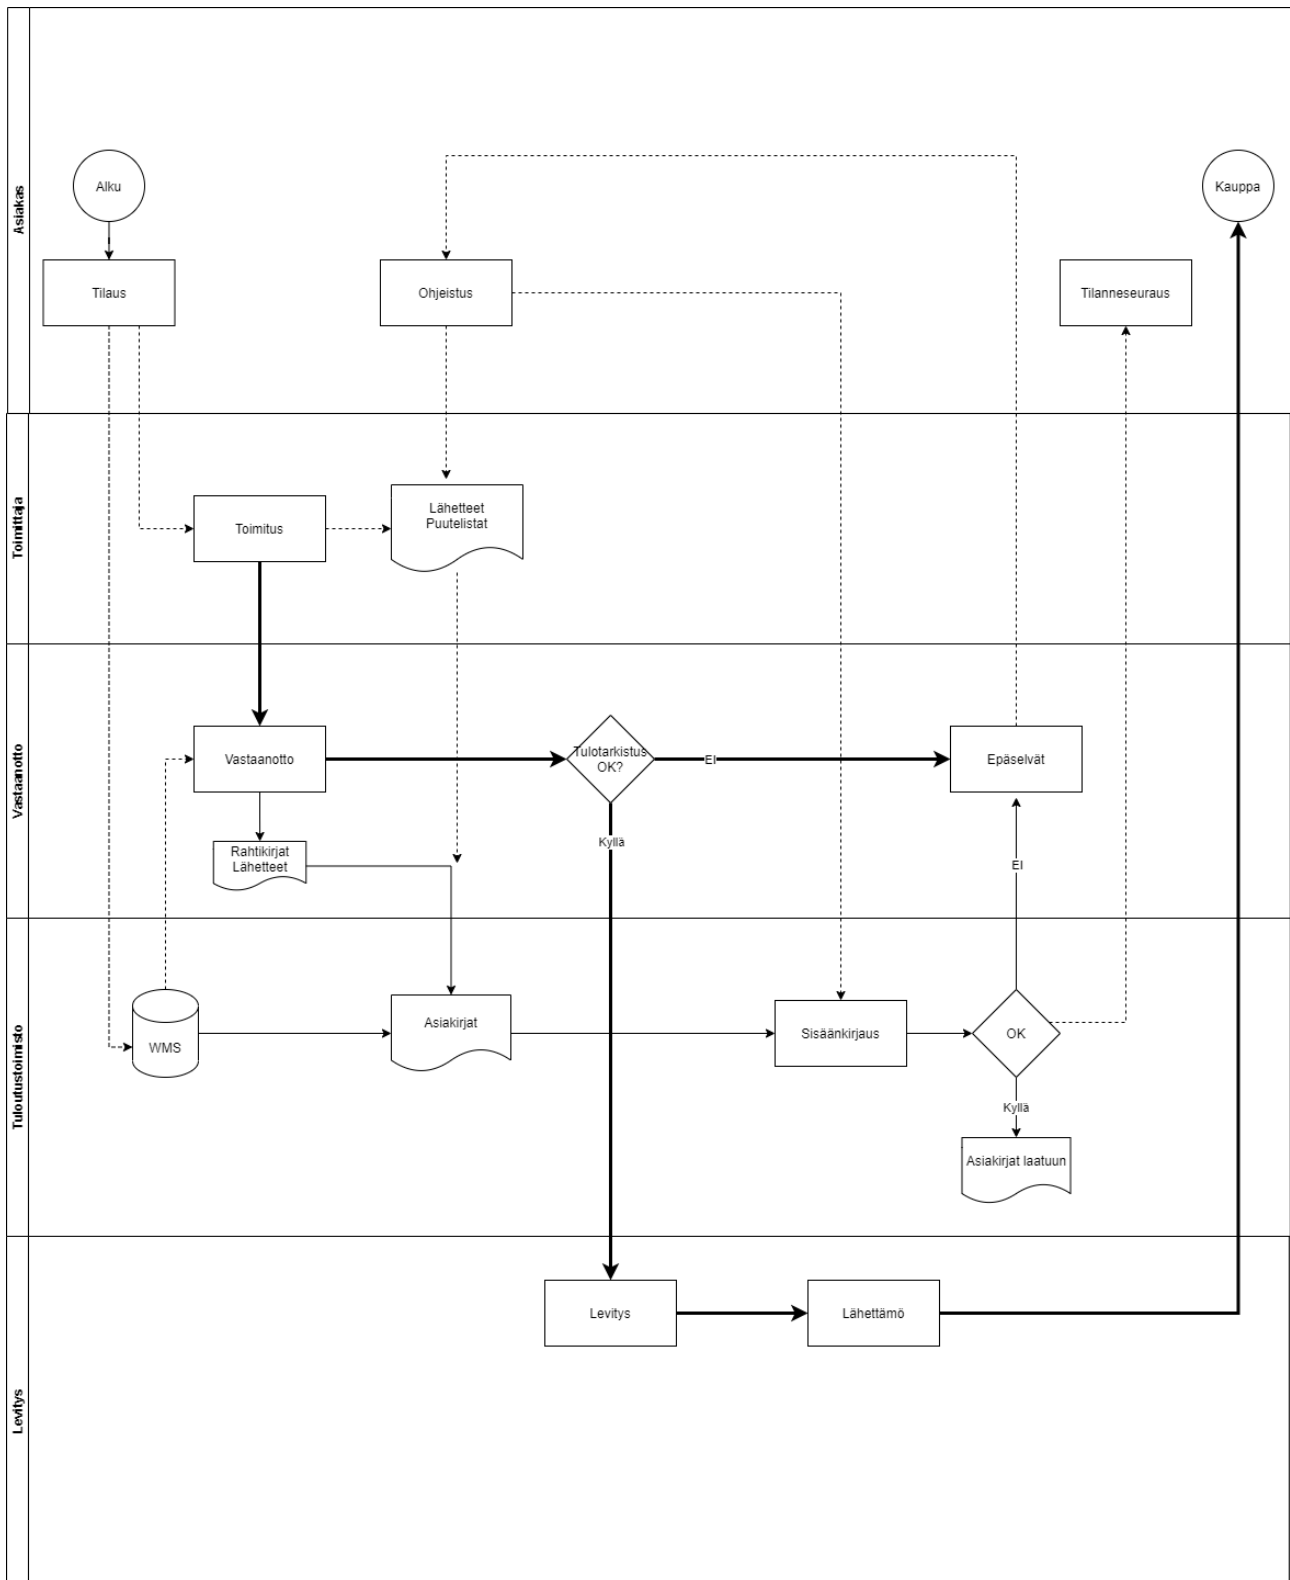 Asiakas
Alku
Kauppa
Tilaus
Ohjeistus
Tilanneseuraus
Toimittaja
Toimitus
Lähetteet
Puutelistat
Vastaanotto
Vastaanotto
Tulotarkistus
OK?
EI
Epäselvät
Kyllä
Rahtikirjat
Lähetteet
EI
Tuloutustoimisto
WMS
Asiakirjat
Sisäänkirjaus
OK
Kyllä
Asiakirjat laatuun
Levitys
Levitys
Lähettämö